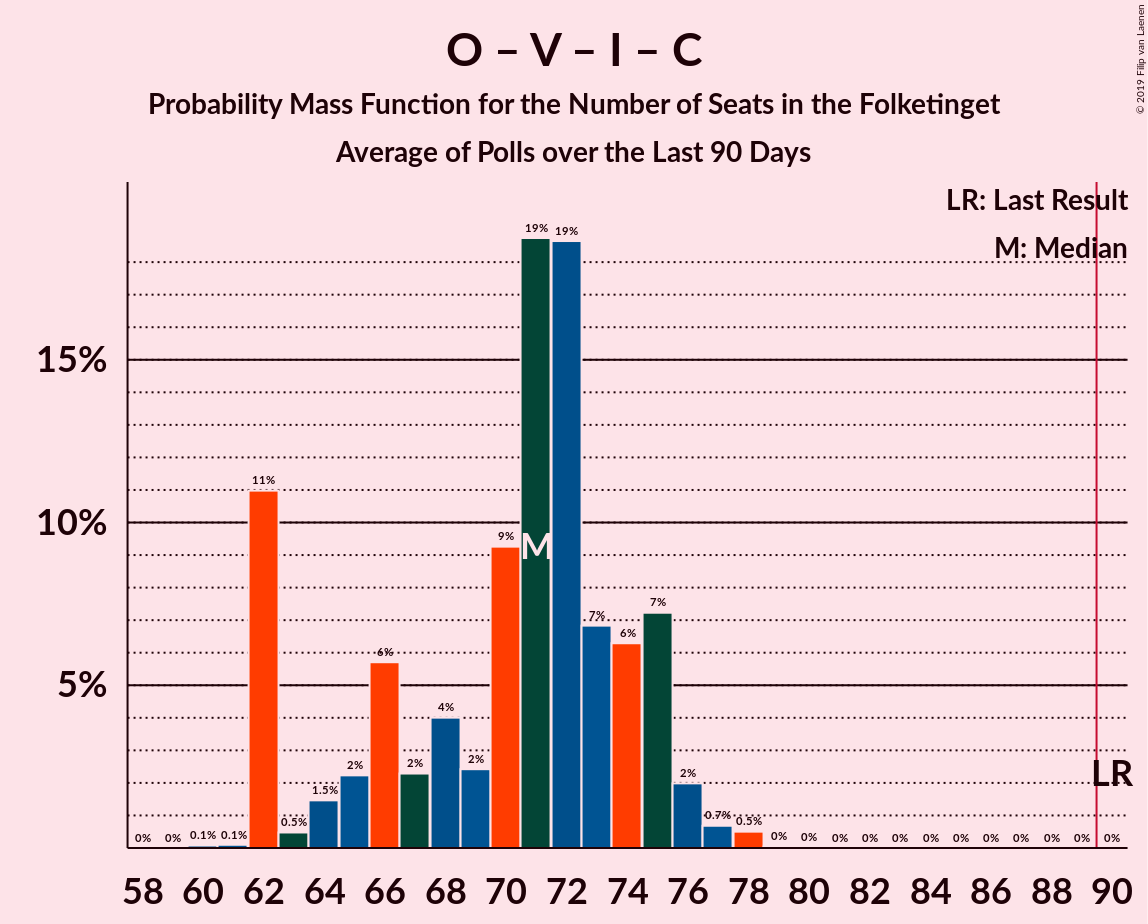 O – V – I – C
Probability Mass Function for the Number of Seats in the Folketinget
Average of Polls over the Last 90 Days
© 2019 Filip van Laenen
LR: Last Result
M: Median
15%
10%
5%
0% 0% 0.1% 0.1% 11% 0.5% 1.5% 2% 6% 2% 4% 2% 9% 19% 19% 7% 6% 7% 2% 0.7% 0.5% 0% 0% 0% 0% 0% 0% 0% 0% 0% 0% 0% 0%
M
LR
58 60 62 64 66 68 70 72 74 76 78 80 82 84 86 88 90